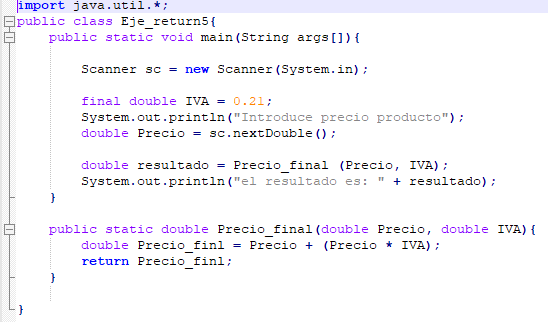 import java.util.*;
public class Eje_return5{
public static void main(String args[]){
Scanner sc = new Scanner(System.in);
final double IVA = 0.21;
System.out.println("Introduce precio producto");
double Precio = sc.nextDouble();
double resultado = Precio_final (Precio, IVA);
System.out.println("el resultado es: " + resultado);
}
public static double Precio_final(double Precio, double IVA){
double Precio_finl = Precio + (Precio * IVA);
return Precio_finl;
}
}